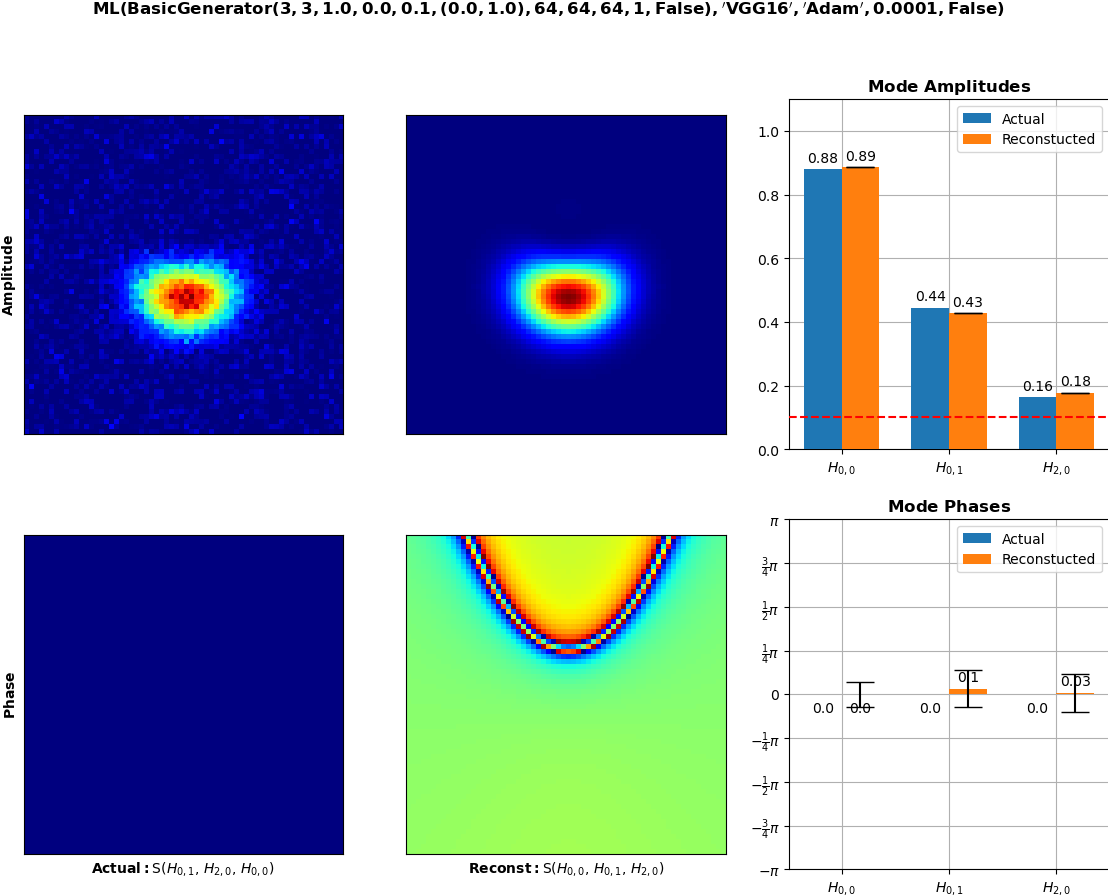 ML(BasicGenerator(3, 3, 1.0, 0.0, 0.1, (0.0, 1.0), 64, 64, 64, 1, False), ′VGG16′, ′Adam′, 0.0001, False)
Amplitude
Mode Amplitudes
Actual
Reconstucted
1.0
0.8
0.6
0.4
0.2
0.0
0.88 0.89
0.44 0.43
0.16 0.18
H0,0 H0,1 H2,0
Phase
Actual: S(H0,1, H2,0, H0,0)
Reconst: S(H0,0, H0,1, H2,0)
Mode Phases
Actual
Reconstucted
π
3/4π
1/2π
1/4π
0
−1/4π
−1/2π
−3/4π
−π
0.0 0.0
0.0 0.1
0.0 0.03
H0,0 H0,1 H2,0